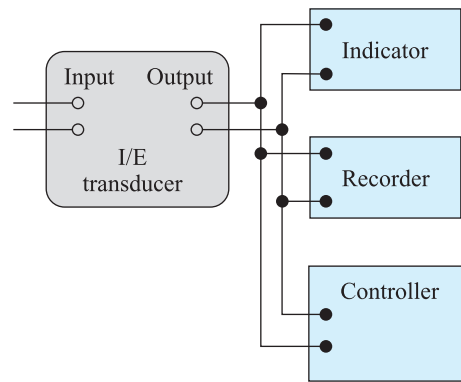 Input Output
I/E
transducer
Indicator
Recorder
Controller